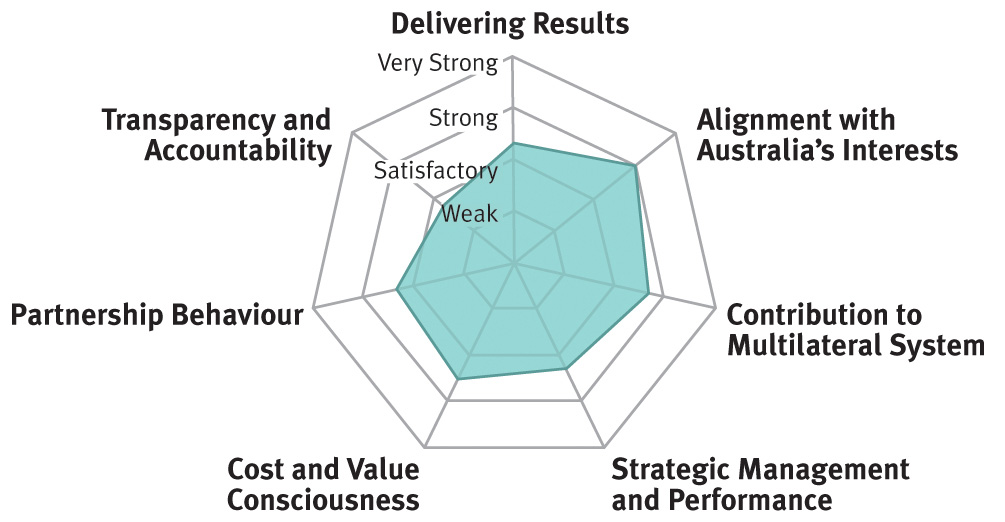 Delivering Results
Very Strong
Strong
Satisfactory
Weak
Alignment with
Australia’s Interests
Contribution to
Multilateral System
Strategic Management
and Performance
Cost and Value
Consciousness
Partnership Behaviour
Transparency and
Accountability